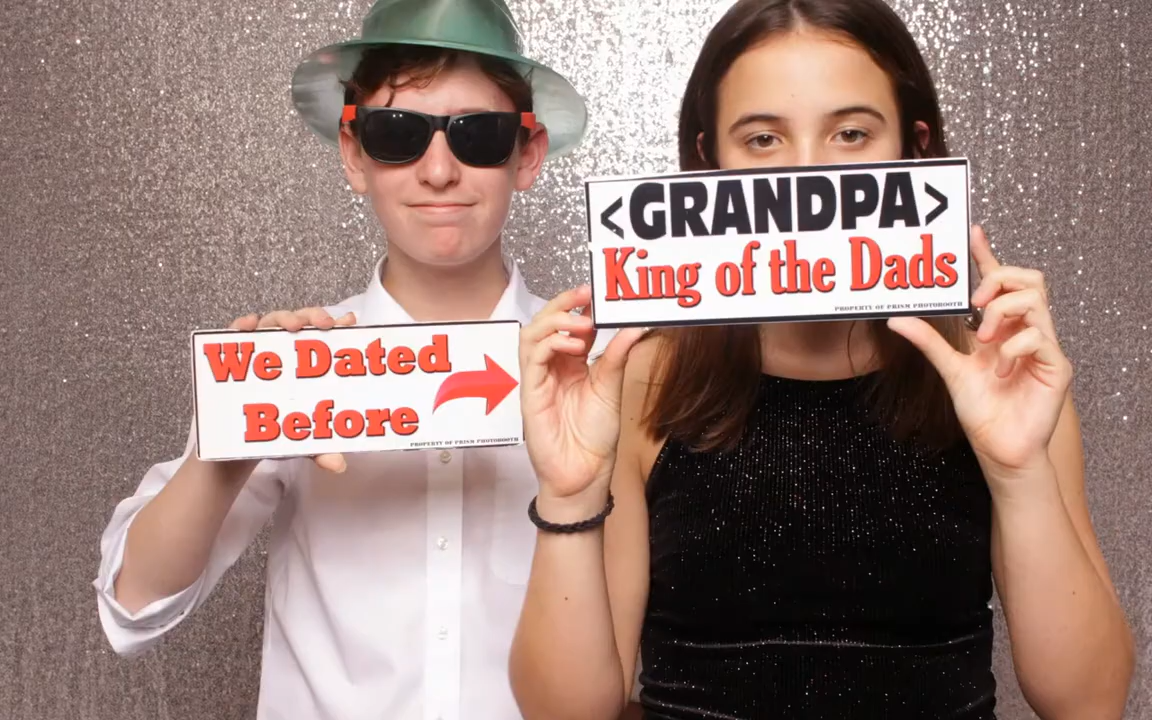 We Dated
Before
PROPERTY OF PRISM PHOTOBOOTH
<GRANDPA>
King of the Dads
PROPERTY OF PRISM PHOTOBOOTH